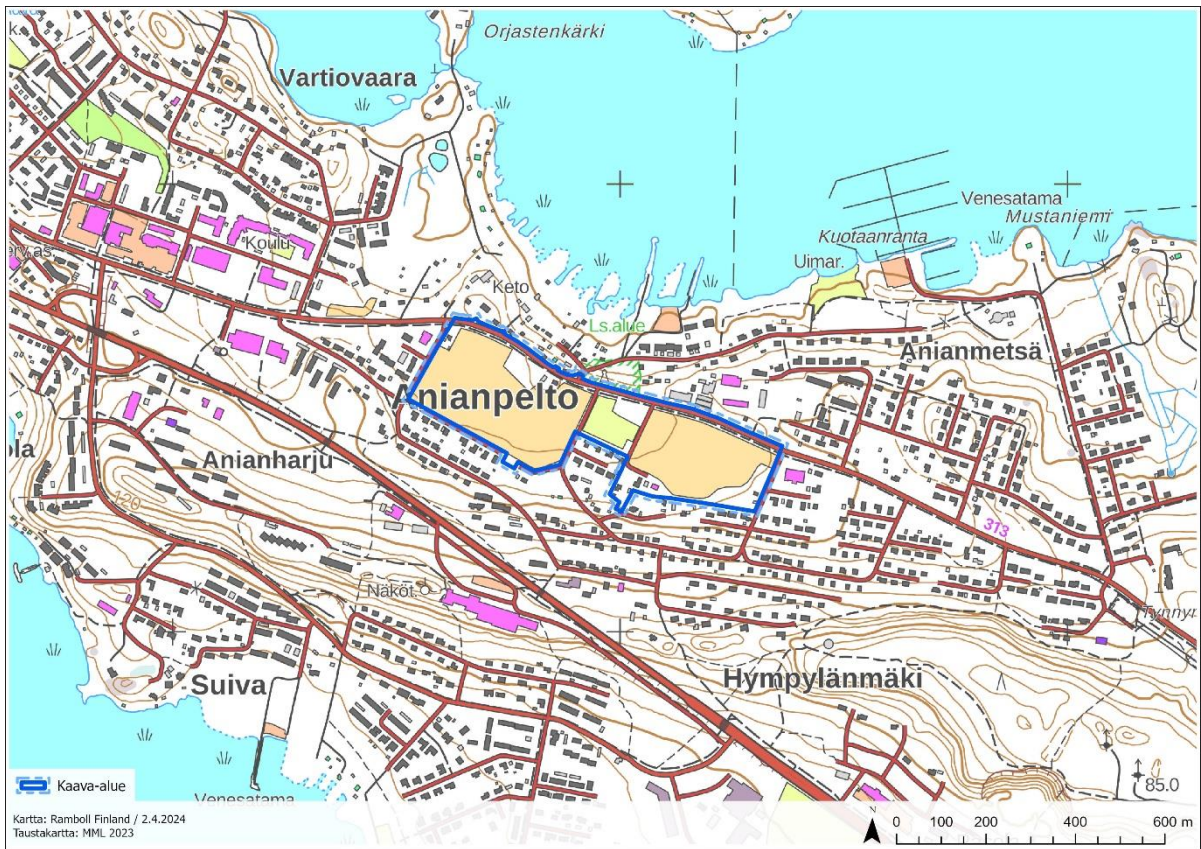 Orjastenkärki
Vartiovaara
Venesatama
Mustaniemi
Kuotaanranta
Uimar.
Koulu
Keto
Ls.alue
Anianmetsä
Anianpelto
Anianharju
120
313
Näköt.
Tynnyr
Suiva
Hympylänmäki
85.0
Kaava-alue
Venesatama
Kartta: Ramboll Finland / 2.4.2024
Taustakartta: MML 2023
0 100 200 400 600 m